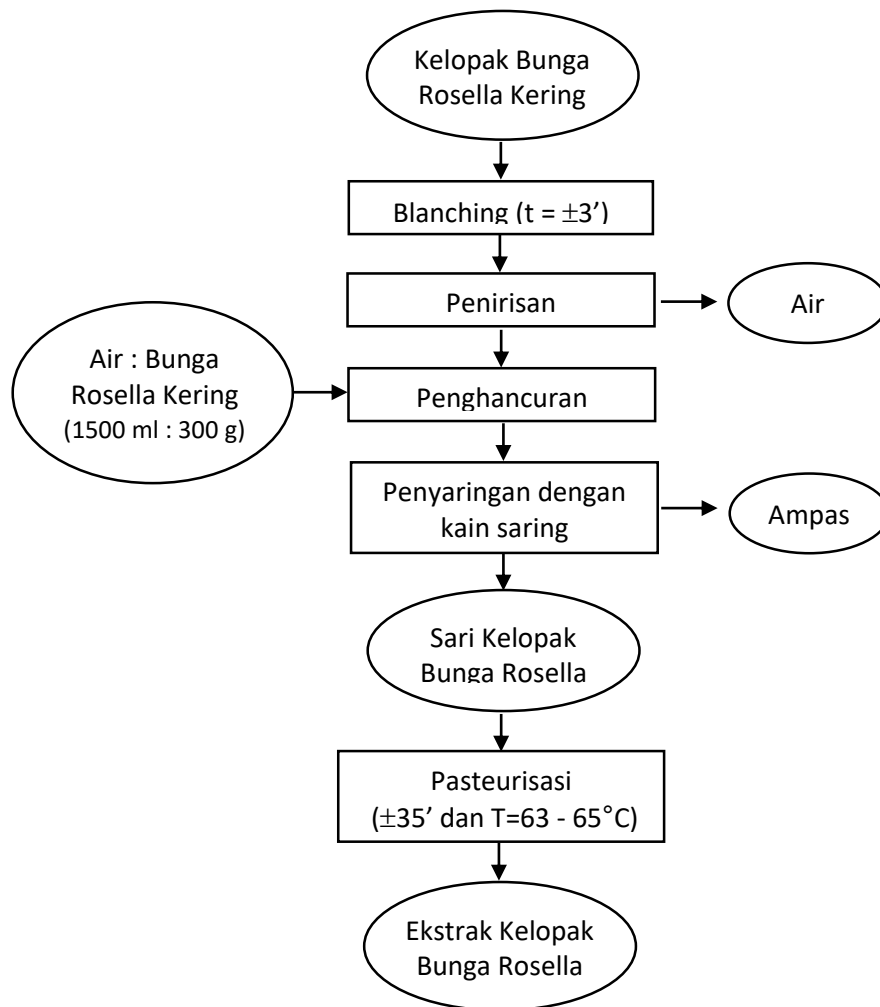 Kelopak Bunga
Rosella Kering
Blanching (t = ±3’)
Penirisan
Air
Air : Bunga
Rosella Kering
(1500 ml : 300 g)
Penghancuran
Penyaringan dengan
kain saring
Ampas
Sari Kelopak
Bunga Rosella
Pasteurisasi
(±35’ dan T=63 - 65°C)
Ekstrak Kelopak
Bunga Rosella